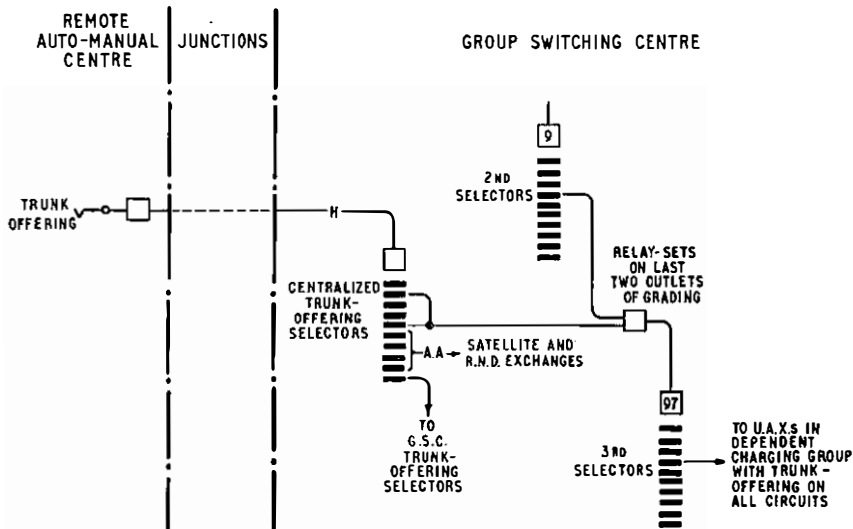 REMOTE
AUTO-MANUAL
CENTRE
JUNCTIONS
GROUP SWITCHING CENTRE
9
2ND
SELECTORS
TRUNK
OFFERING
H
RELAY-SETS
ON LAST
TWO OUTLETS
OF GRADING
CENTRALIZED
TRUNK-
OFFERING
SELECTORS
A.A
SATELLITE AND
R.N.D. EXCHANGES
97
TO
G.S.C.
TRUNK-
OFFERING
SELECTORS
3RD
SELECTORS
TO U.A.X.s IN
DEPENDENT
CHARGING GROUP
WITH TRUNK-
OFFERING ON
ALL CIRCUITS